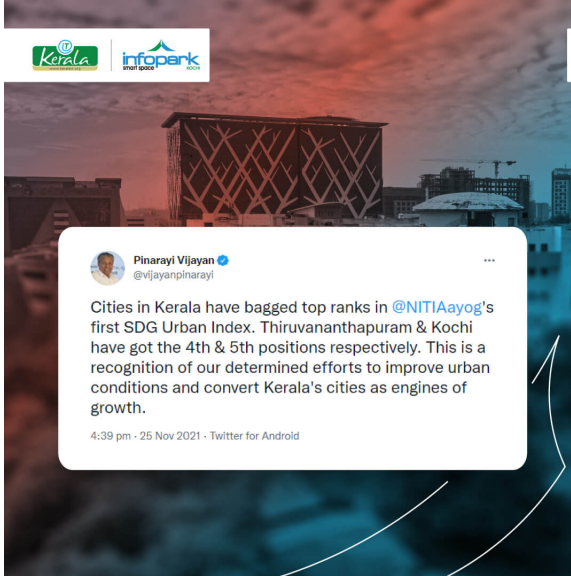 IT
Kerala
infopark
smart space KOCHI
Pinarayi Vijayan
@vijayanpinarayi
Cities in Kerala have bagged top ranks in @NITIAayog's
first SDG Urban Index. Thiruvananthapuram & Kochi
have got the 4th & 5th positions respectively. This is a
recognition of our determined efforts to improve urban
conditions and convert Kerala's cities as engines of
growth.
4:39 pm · 25 Nov 2021 · Twitter for Android